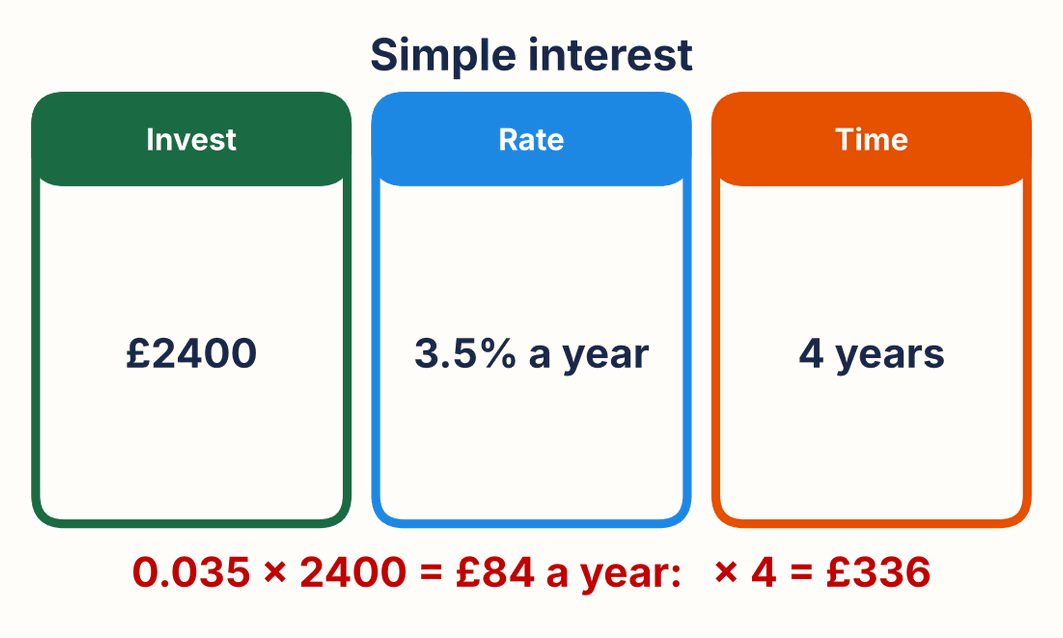 Simple interest
Invest
Rate
Time
£2400
3.5% a year
4 years
0.035 × 2400 = £84 a year: × 4 = £336